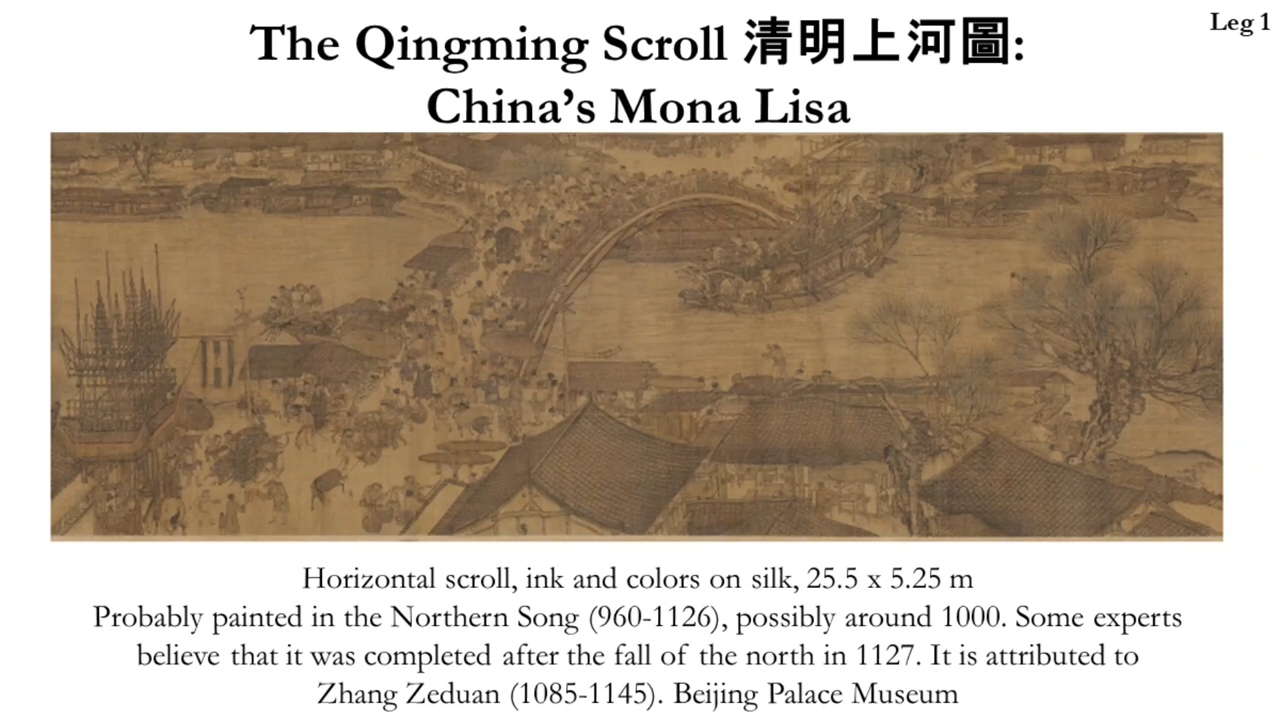 Leg 1
The Qingming Scroll 清明上河圖:
China's Mona Lisa
Horizontal scroll, ink and colors on silk, 25.5 x 5.25 m
Probably painted in the Northern Song (960-1126), possibly around 1000. Some experts
believe that it was completed after the fall of the north in 1127. It is attributed to
Zhang Zeduan (1085-1145). Beijing Palace Museum